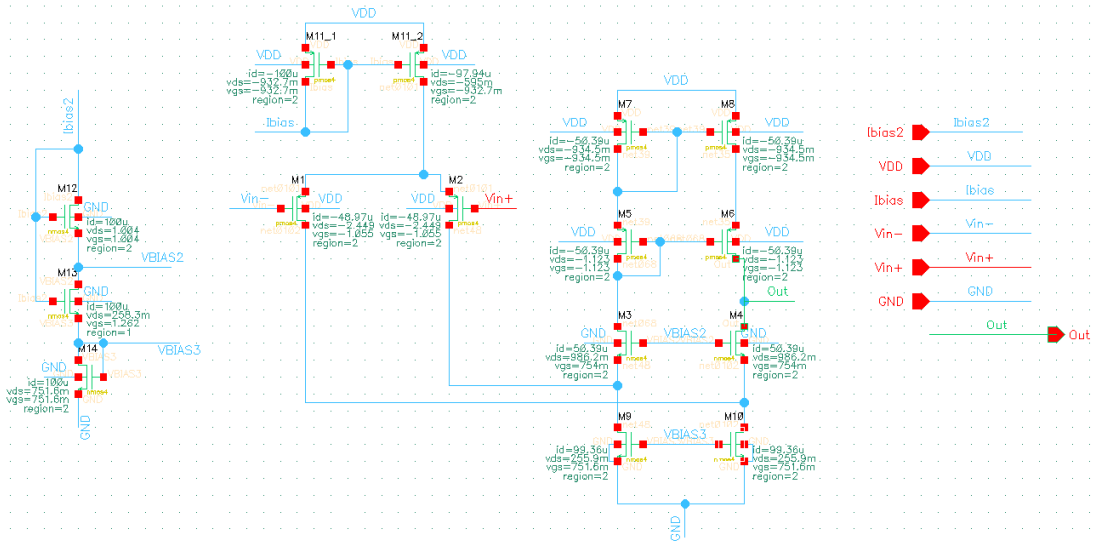 VDD
M11_1
M11_2
VDD
VDD
id=-100u
vds=-932.7m
vgs=-932.7m
region=2
id=-97.94u
vds=-595m
vgs=-932.7m
region=2
Ibias
Ibias2
M12
GND
id=100u
vds=1.004
vgs=1.004
region=2
VBIAS2
M13
GND
id=100u
vds=258.3m
vgs=1.262
region=1
VBIAS3
M14
GND
id=100u
vds=751.6m
vgs=751.6m
region=2
GND
M1
Vin-
VDD
id=-48.97u
vds=-2.449
vgs=-1.055
region=2
M2
VDD
Vin+
id=-48.97u
vds=-2.449
vgs=-1.055
region=2
VDD
M7
M8
VDD
VDD
id=-50.39u
vds=-934.5m
vgs=-934.5m
region=2
id=-50.39u
vds=-934.5m
vgs=-934.5m
region=2
M5
M6
VDD
VDD
id=-50.39u
vds=-1.123
vgs=-1.123
region=2
id=-50.39u
vds=-1.123
vgs=-1.123
region=2
Out
M3
M4
GND
VBIAS2
GND
id=50.39u
vds=986.2m
vgs=754m
region=2
id=50.39u
vds=986.2m
vgs=754m
region=2
M9
M10
VBIAS3
id=99.36u
vds=255.9m
vgs=751.6m
region=2
id=99.36u
vds=255.9m
vgs=751.6m
region=2
GND
Ibias2 Ibias2
VDD VDD
Ibias Ibias
Vin- Vin-
Vin+ Vin+
GND GND
Out Out